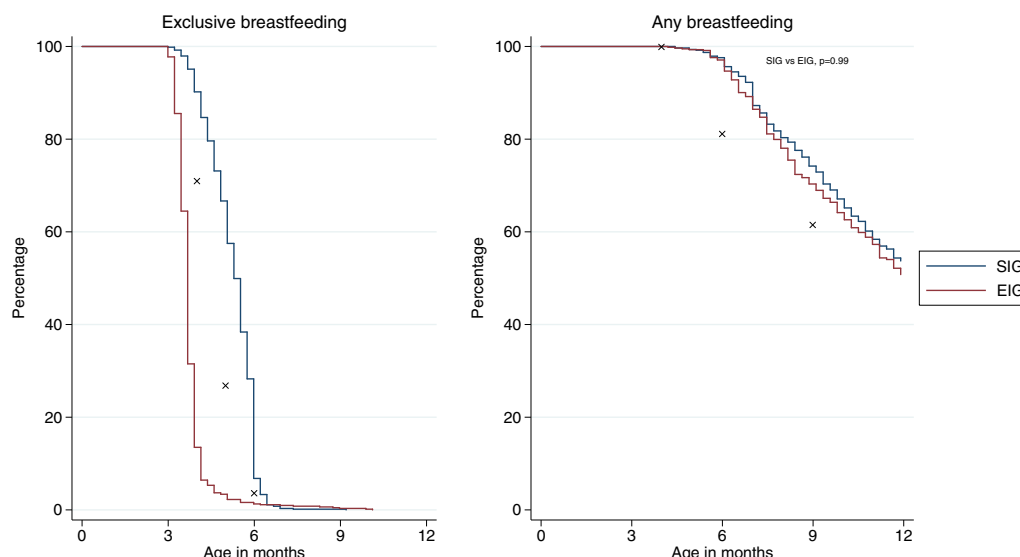 Exclusive breastfeeding
100
80
60
40
20
0
Percentage
0 3 6 9 12
Age in months
Any breastfeeding
SIG vs EIG, p=0.99
100
80
60
40
20
0
Percentage
0 3 6 9 12
Age in months
SIG
EIG